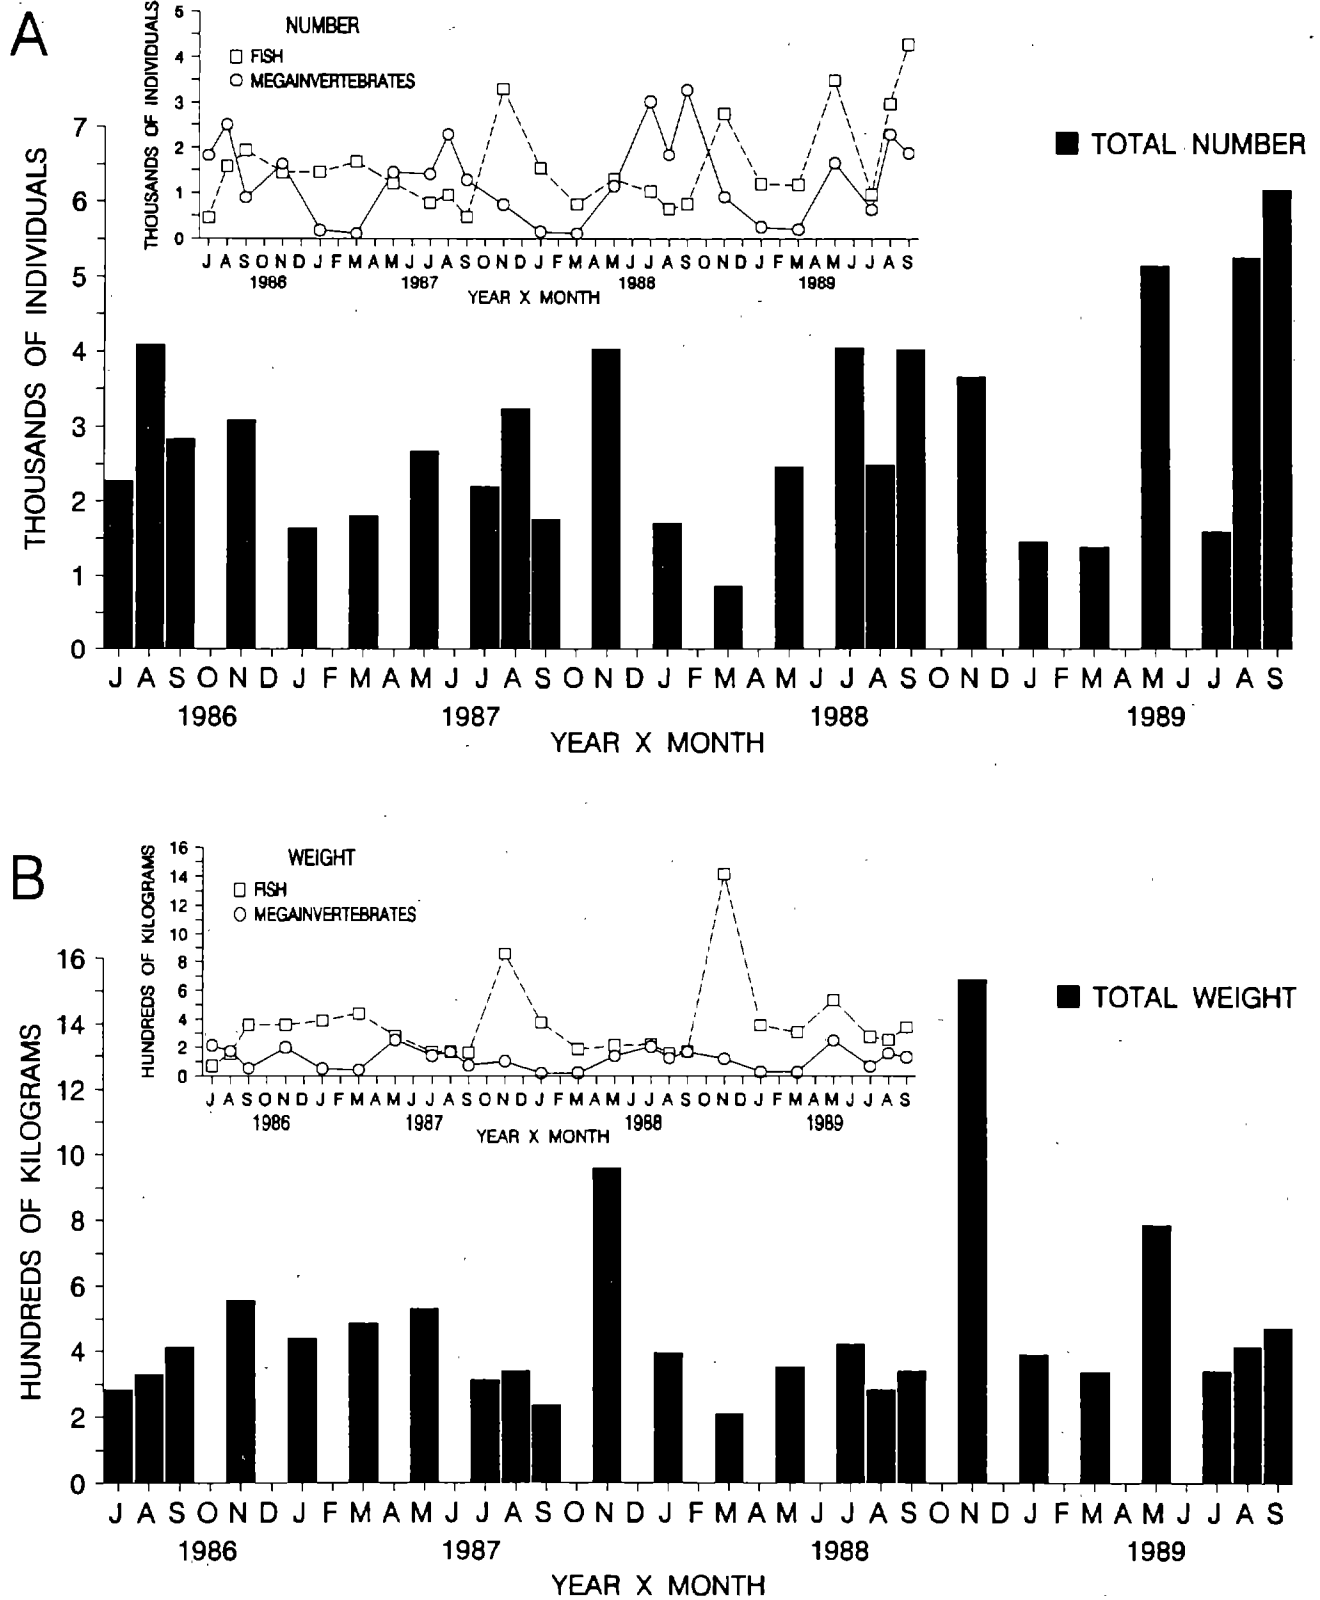 A
NUMBER
FISH
MEGAINVERTEBRATES
THOUSANDS OF INDIVIDUALS
5
4
3
2
1
0
J A S O N D J F M A M J J A S O N D J F M A M J J A S O N D J F M A M J J A S
1986 1987 1988 1989
YEAR X MONTH
TOTAL NUMBER
THOUSANDS OF INDIVIDUALS
7
6
5
4
3
2
1
0
J A S O N D J F M A M J J A S O N D J F M A M J J A S O N D J F M A M J J A S
1986 1987 1988 1989
YEAR X MONTH
B
WEIGHT
FISH
MEGAINVERTEBRATES
HUNDREDS OF KILOGRAMS
16
14
12
10
8
6
4
2
0
J A S O N D J F M A M J J A S O N D J F M A M J J A S O N D J F M A M J J A S
1986 1987 1988 1989
YEAR X MONTH
TOTAL WEIGHT
HUNDREDS OF KILOGRAMS
16
14
12
10
8
6
4
2
0
J A S O N D J F M A M J J A S O N D J F M A M J J A S O N D J F M A M J J A S
1986 1987 1988 1989
YEAR X MONTH